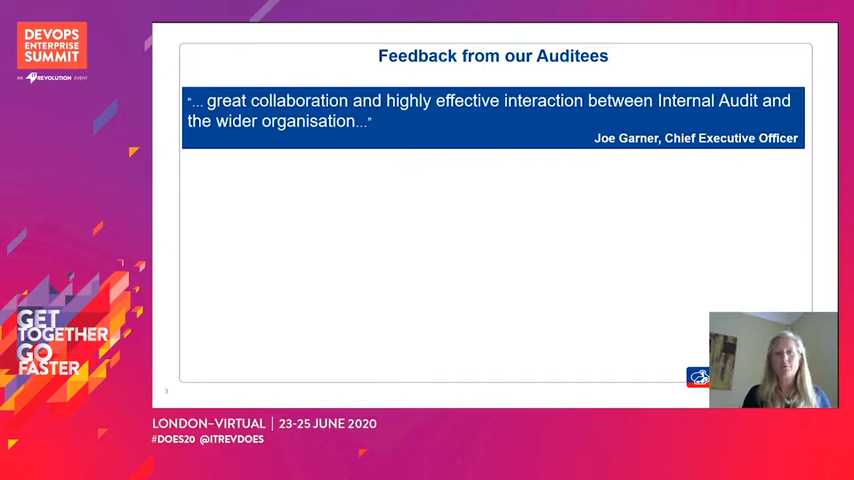 DEVOPS
ENTERPRISE
SUMMIT
AN IT REVOLUTION EVENT
Feedback from our Auditees
“... great collaboration and highly effective interaction between Internal Audit and
the wider organisation...”
Joe Garner, Chief Executive Officer
GET
TOGETHER
GO
FASTER
3
LONDON–VIRTUAL | 23-25 JUNE 2020
#DOES20 @ITREVDOES